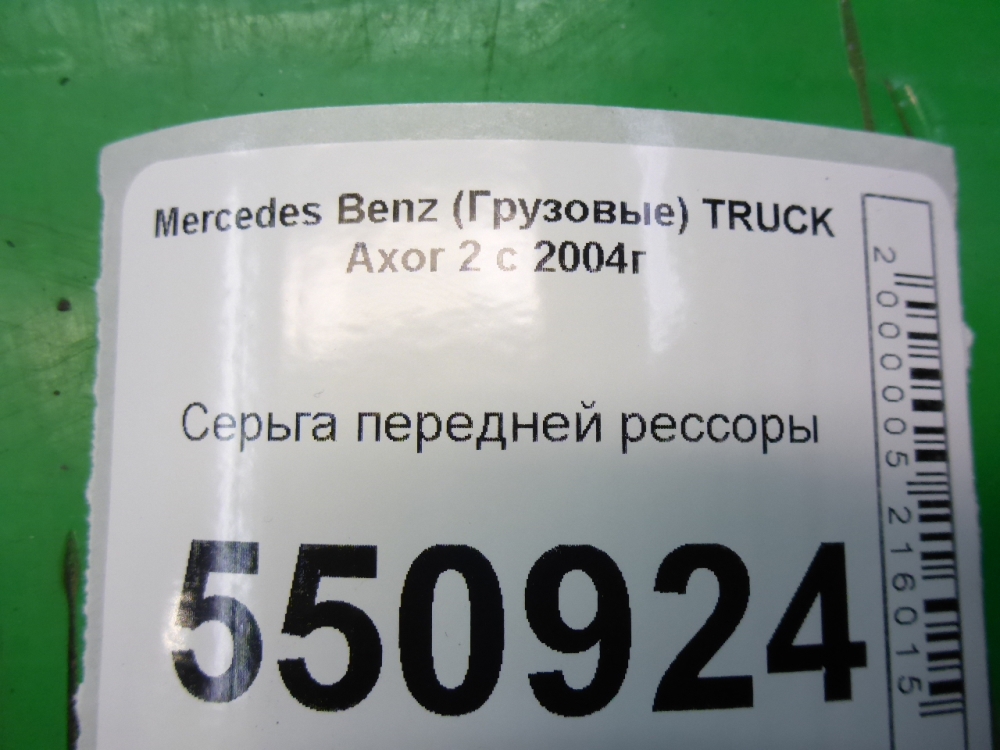 Mercedes Benz (Грузовые) TRUCK
Axor 2 с 2004г
Серьга передней рессоры
550924
2000005216015